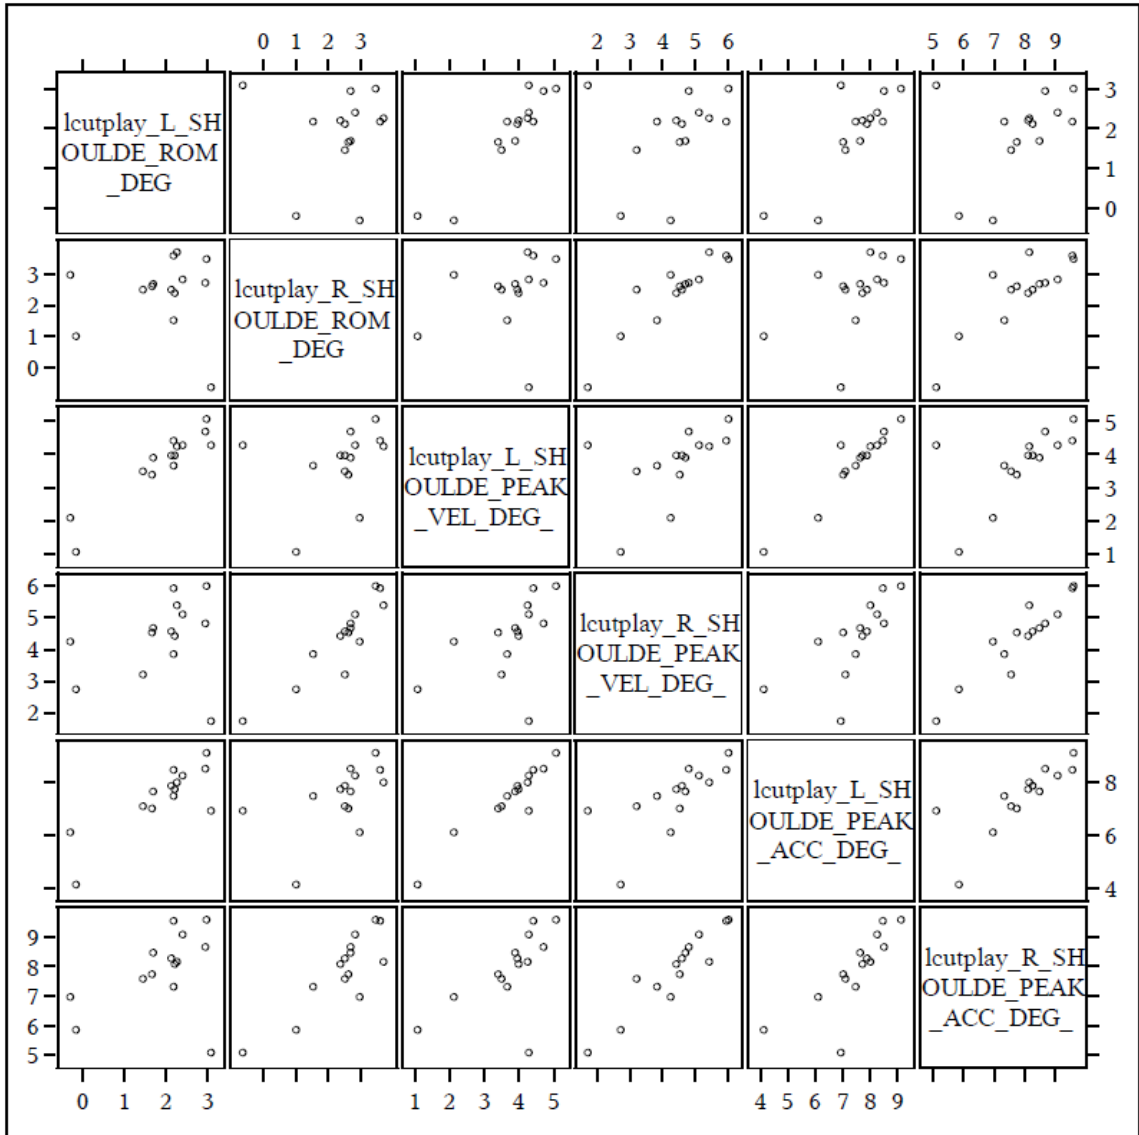 0 1 2 3
2 3 4 5 6
5 6 7 8 9
lcutplay_L_SH
OULDE_ROM
_DEG
3
2
1
0
3
2
1
0
lcutplay_R_SH
OULDE_ROM
_DEG
lcutplay_L_SH
OULDE_PEAK
_VEL_DEG_
5
4
3
2
1
6
5
4
3
2
lcutplay_R_SH
OULDE_PEAK
_VEL_DEG_
lcutplay_L_SH
OULDE_PEAK
_ACC_DEG_
8
6
4
9
8
7
6
5
lcutplay_R_SH
OULDE_PEAK
_ACC_DEG_
0 1 2 3
1 2 3 4 5
4 5 6 7 8 9